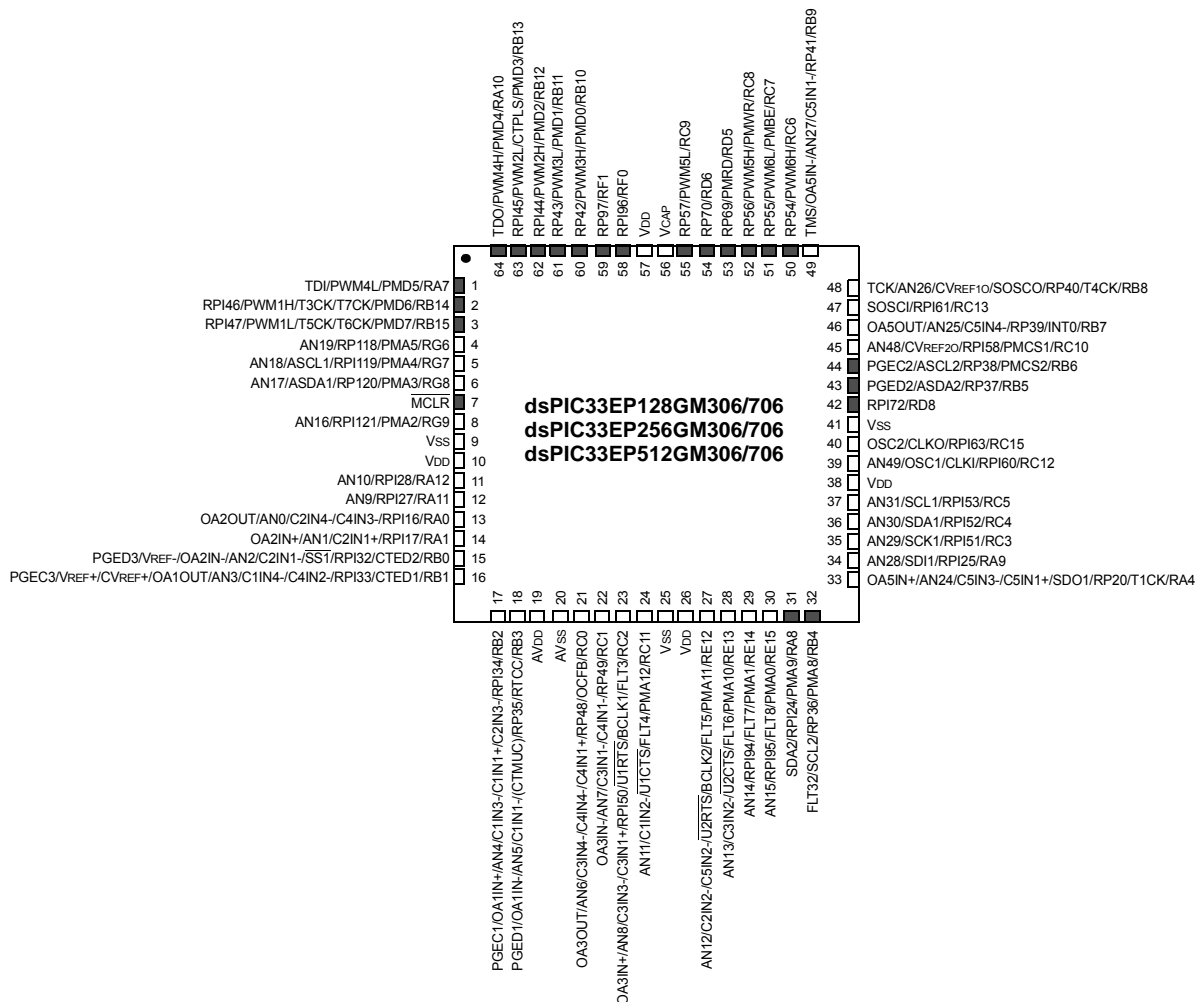 TDO/PWM4H/PMD4/RA10
RPI45/PWM2L/CTPLS/PMD3/RB13
RPI44/PWM2H/PMD2/RB12
RP43/PWM3L/PMD1/RB11
RP42/PWM3H/PMD0/RB10
RP97/RF1
RPI96/RF0
VDD
VCAP
RP57/PWM5L/RC9
RP70/RD6
RP69/PMRD/RD5
RP56/PWM5H/PMWR/RC8
RP55/PWM6L/PMBE/RC7
RP54/PWM6H/RC6
TMS/OA5IN-/AN27/C5IN1-/RP41/RB9
64 63 62 61 60 59 58 57 56 55 54 53 52 51 50 49
TDI/PWM4L/PMD5/RA7 1
RPI46/PWM1H/T3CK/T7CK/PMD6/RB14 2
RPI47/PWM1L/T5CK/T6CK/PMD7/RB15 3
AN19/RP118/PMA5/RG6 4
AN18/ASCL1/RPI119/PMA4/RG7 5
AN17/ASDA1/RP120/PMA3/RG8 6
MCLR 7
AN16/RPI121/PMA2/RG9 8
VSS 9
VDD 10
AN10/RPI28/RA12 11
AN9/RPI27/RA11 12
OA2OUT/AN0/C2IN4-/C4IN3-/RPI16/RA0 13
OA2IN+/AN1/C2IN1+/RPI17/RA1 14
PGED3/VREF-/OA2IN-/AN2/C2IN1-/SS1/RPI32/CTED2/RB0 15
PGEC3/VREF+/CVREF+/OA1OUT/AN3/C1IN4-/C4IN2-/RPI33/CTED1/RB1 16
dsPIC33EP128GM306/706
dsPIC33EP256GM306/706
dsPIC33EP512GM306/706
48 TCK/AN26/CVREF1O/SOSCO/RP40/T4CK/RB8
47 SOSCI/RPI61/RC13
46 OA5OUT/AN25/C5IN4-/RP39/INT0/RB7
45 AN48/CVREF2O/RPI58/PMCS1/RC10
44 PGEC2/ASCL2/RP38/PMCS2/RB6
43 PGED2/ASDA2/RP37/RB5
42 RPI72/RD8
41 VSS
40 OSC2/CLKO/RPI63/RC15
39 AN49/OSC1/CLKI/RPI60/RC12
38 VDD
37 AN31/SCL1/RPI53/RC5
36 AN30/SDA1/RPI52/RC4
35 AN29/SCK1/RPI51/RC3
34 AN28/SDI1/RPI25/RA9
33 OA5IN+/AN24/C5IN3-/C5IN1+/SDO1/RP20/T1CK/RA4
17 18 19 20 21 22 23 24 25 26 27 28 29 30 31 32
PGEC1/OA1IN+/AN4/C1IN3-/C1IN1+/C2IN3-/RPI34/RB2
PGED1/OA1IN-/AN5/C1IN1-/(CTMUC)/RP35/RTCC/RB3
AVDD
AVSS
OA3OUT/AN6/C3IN4-/C4IN4-/C4IN1+/RP48/OCFB/RC0
OA3IN-/AN7/C3IN1-/C4IN1-/RP49/RC1
OA3IN+/AN8/C3IN3-/C3IN1+/RPI50/U1RTS/BCLK1/FLT3/RC2
AN11/C1IN2-/U1CTS/FLT4/PMA12/RC11
VSS
VDD
AN12/C2IN2-/C5IN2-/U2RTS/BCLK2/FLT5/PMA11/RE12
AN13/C3IN2-/U2CTS/FLT6/PMA10/RE13
AN14/RPI94/FLT7/PMA1/RE14
AN15/RPI95/FLT8/PMA0/RE15
SDA2/RPI24/PMA9/RA8
FLT32/SCL2/RP36/PMA8/RB4